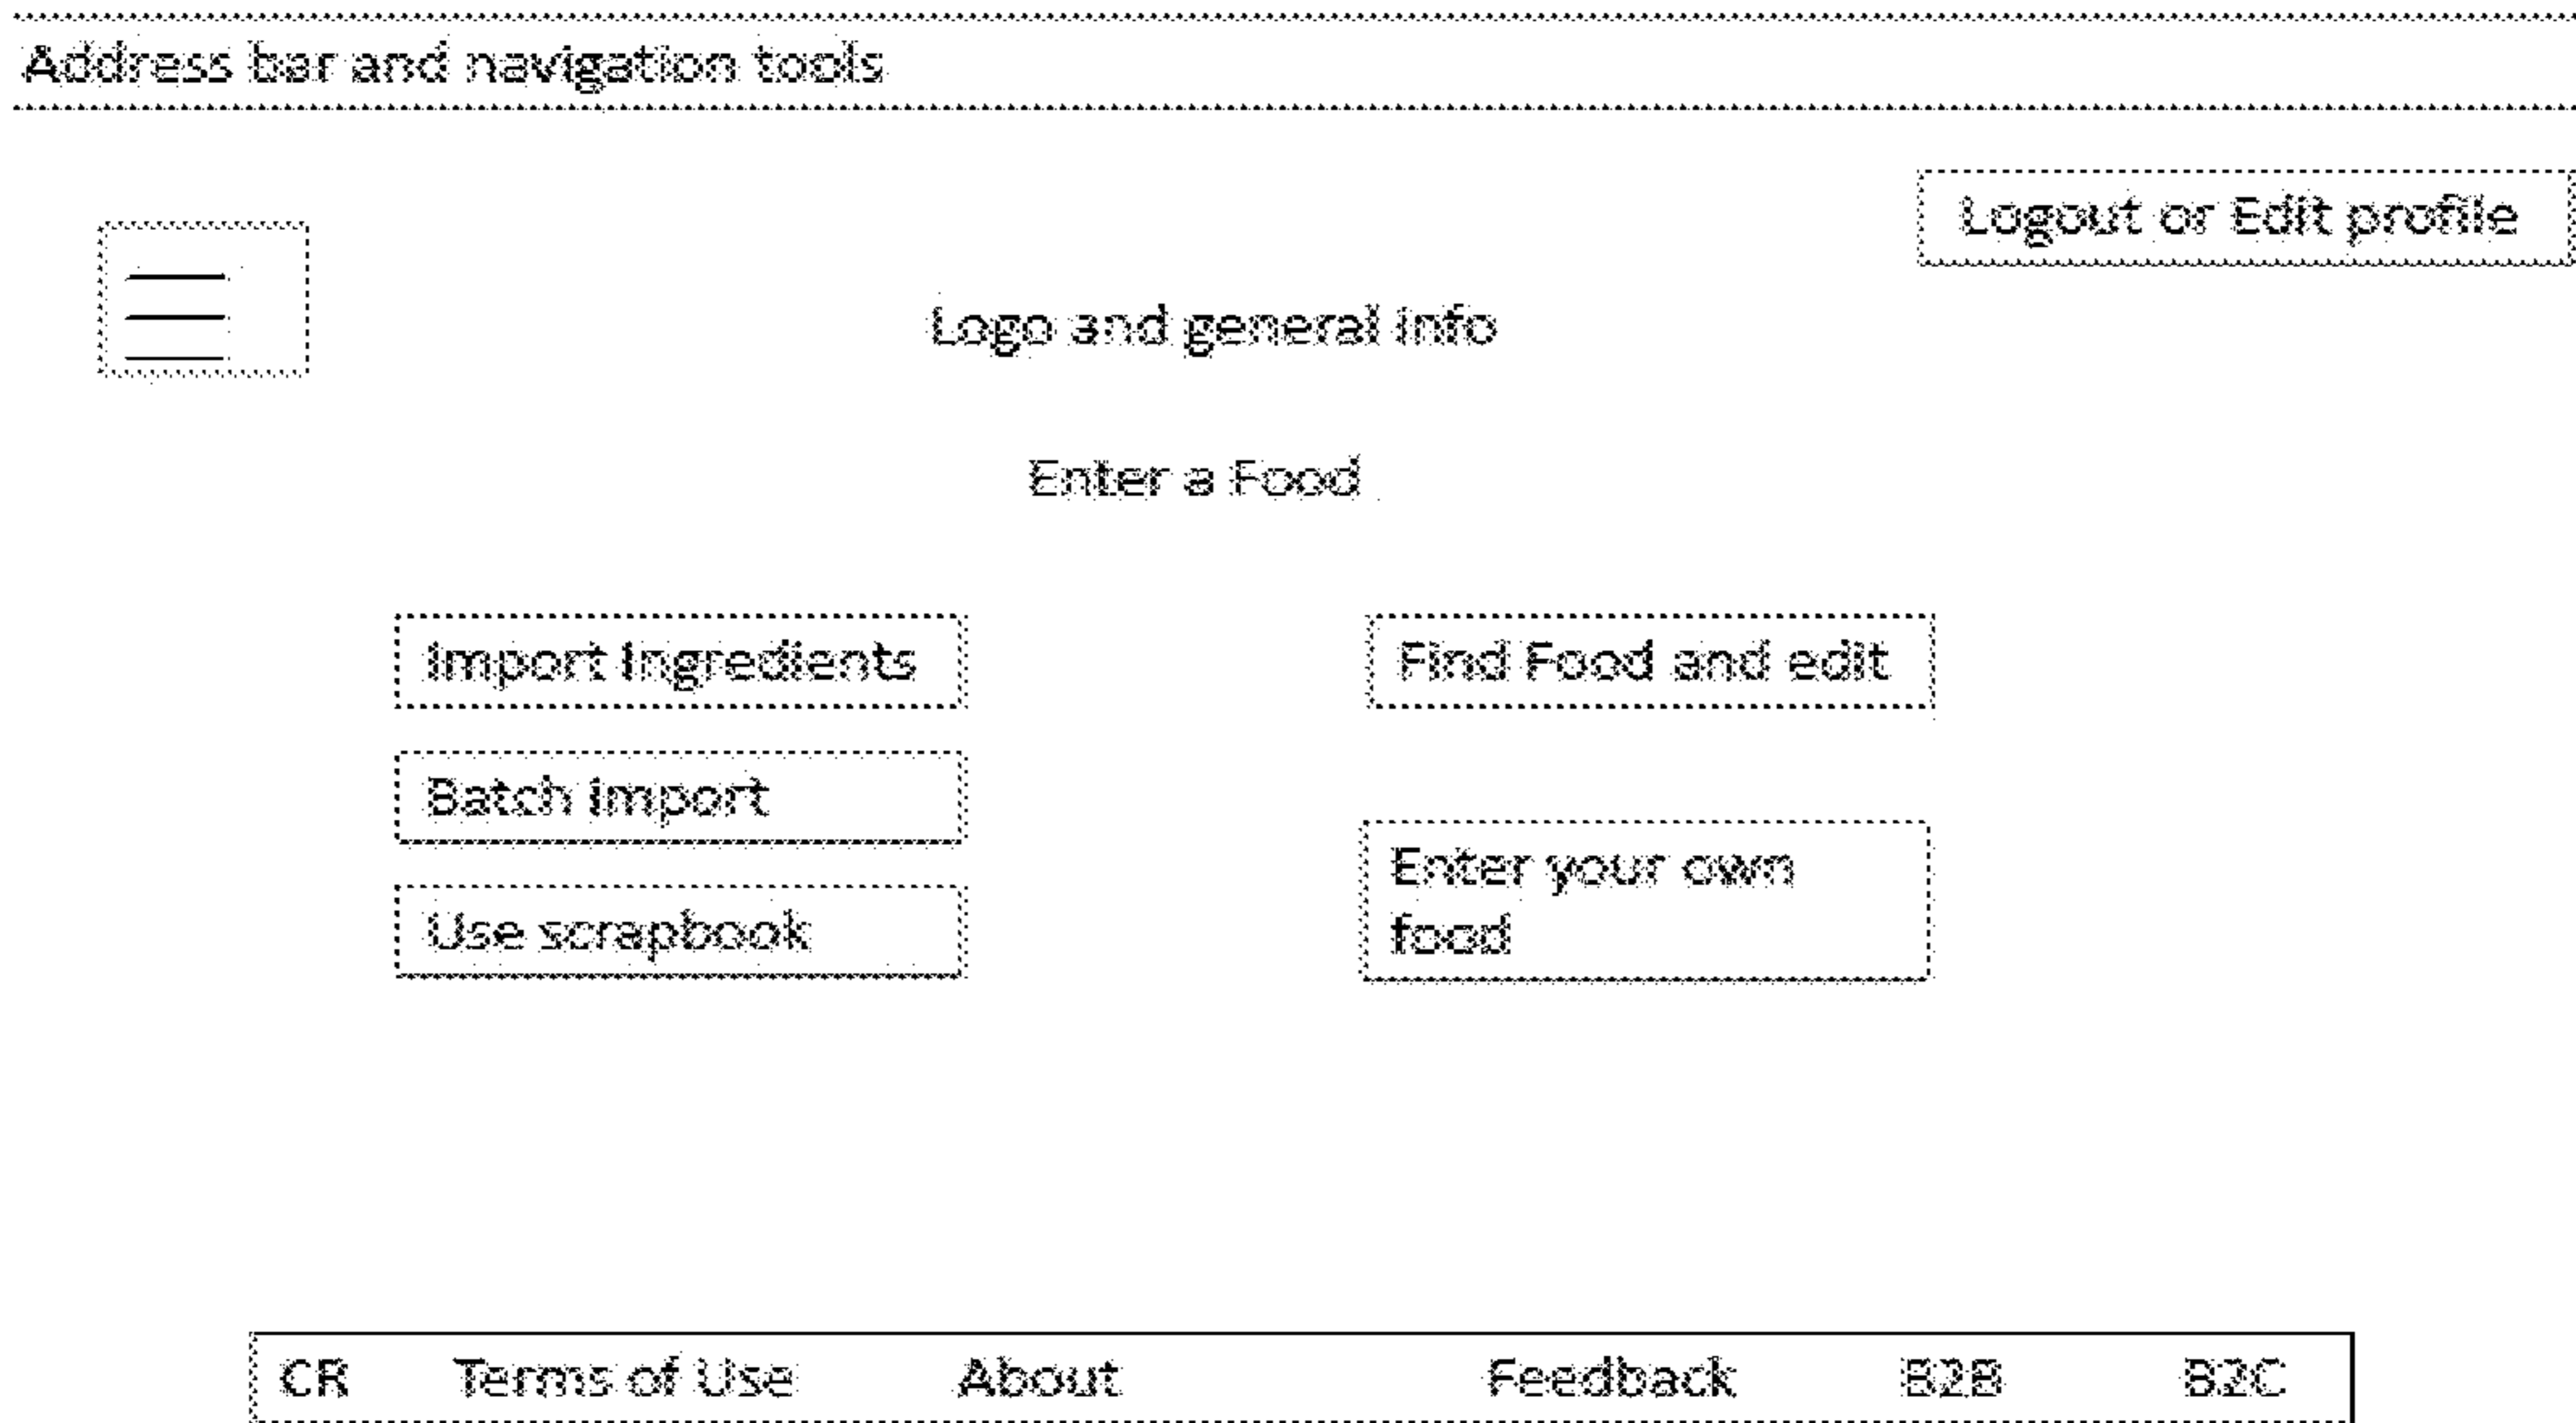 Address bar and navigation tools
Logout or Edit profile
Logo and general info
Enter a Food
Import Ingredients
Find Food and edit
Batch import
Enter your own
food
Use scrapbook
CR Terms of Use About Feedback B2B B2C